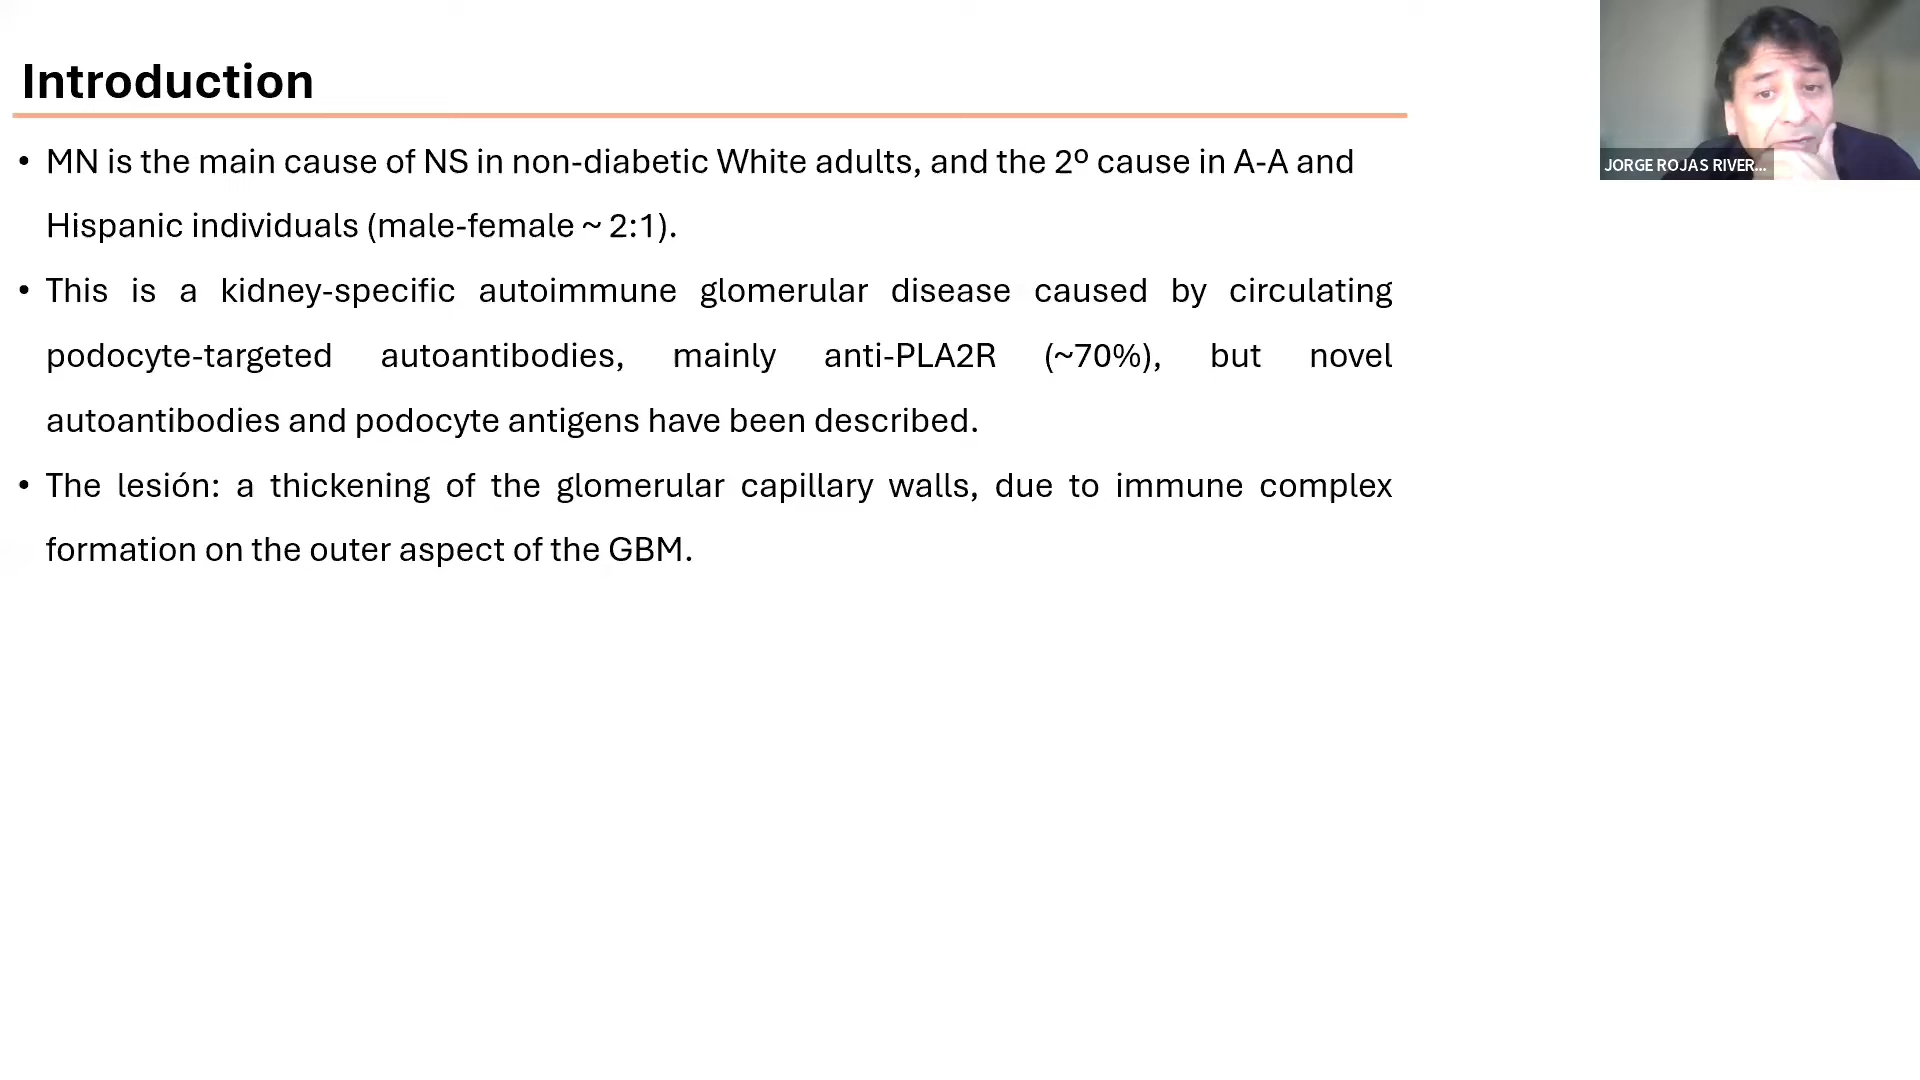 Introduction
• MN is the main cause of NS in non-diabetic White adults, and the 2º cause in A-A and
Hispanic individuals (male-female ~ 2:1).
• This is a kidney-specific autoimmune glomerular disease caused by circulating
podocyte-targeted autoantibodies, mainly anti-PLA2R (~70%), but novel
autoantibodies and podocyte antigens have been described.
• The lesión: a thickening of the glomerular capillary walls, due to immune complex
formation on the outer aspect of the GBM.
JORGE ROJAS RIVER...